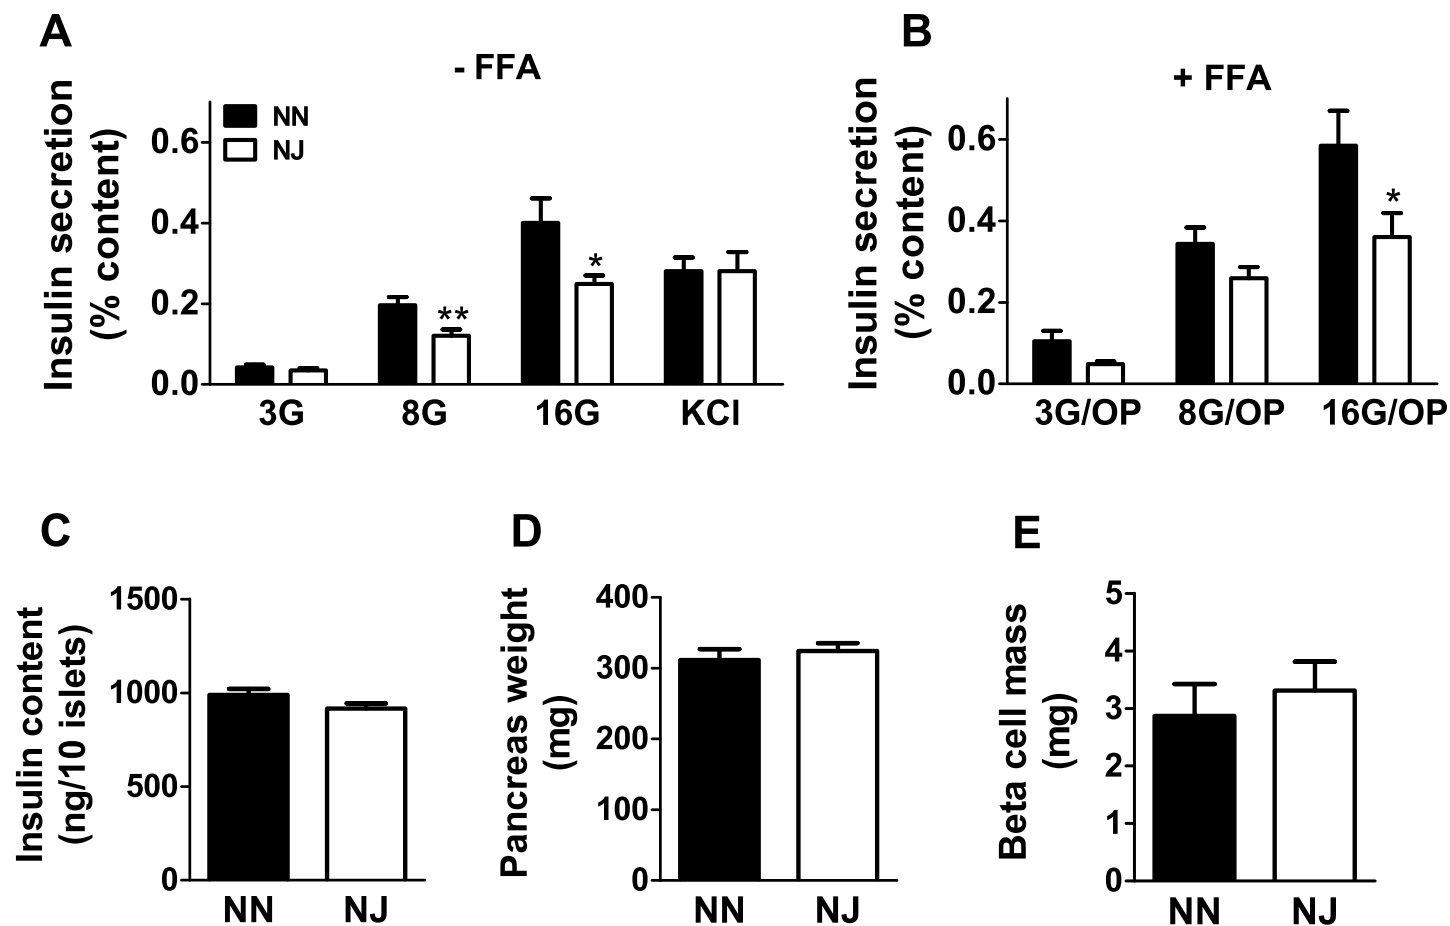 A
B
- FFA
+ FFA
Insulin secretion
(% content)
0.6
0.4
0.2
0.0
NN
NJ
**
*
3G 8G 16G KCl
Insulin secretion
(% content)
0.6
0.4
0.2
0.0
*
3G/OP 8G/OP 16G/OP
C
Insulin content
(ng/10 islets)
1500
1000
500
0
NN NJ
D
Pancreas weight
(mg)
400
300
200
100
0
NN NJ
E
Beta cell mass
(mg)
5
4
3
2
1
0
NN NJ